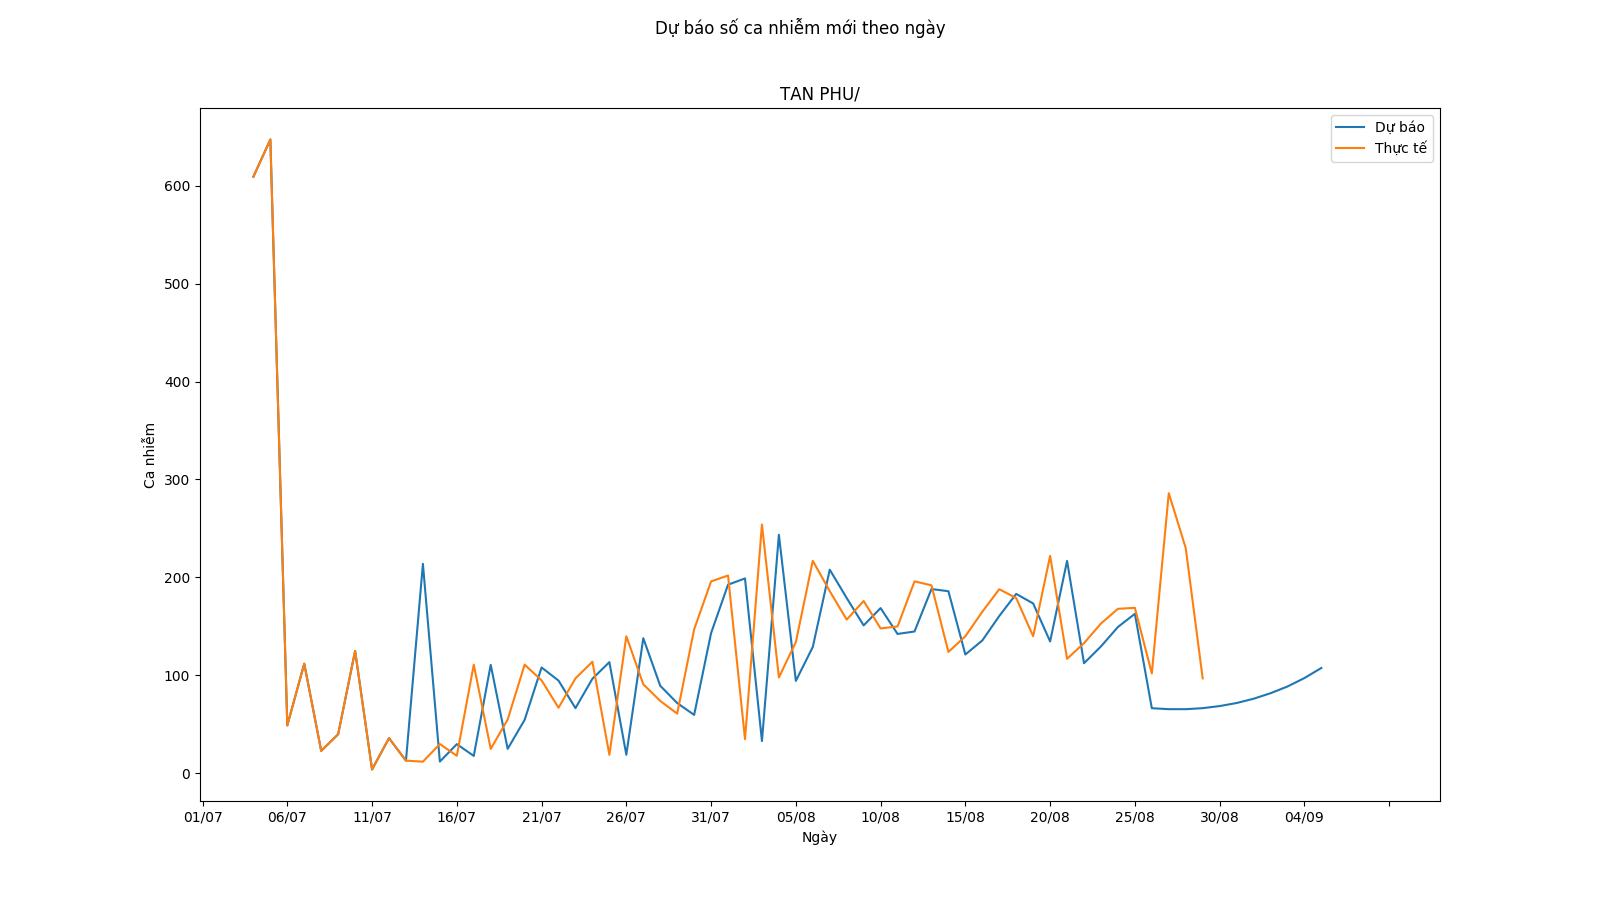 Dự báo số ca nhiễm mới theo ngày
TAN PHU/
Dự báo
Thực tế
600
500
400
300
200
100
0
Ca nhiễm
01/07 06/07 11/07 16/07 21/07 26/07 31/07 05/08 10/08 15/08 20/08 25/08 30/08 04/09
Ngày